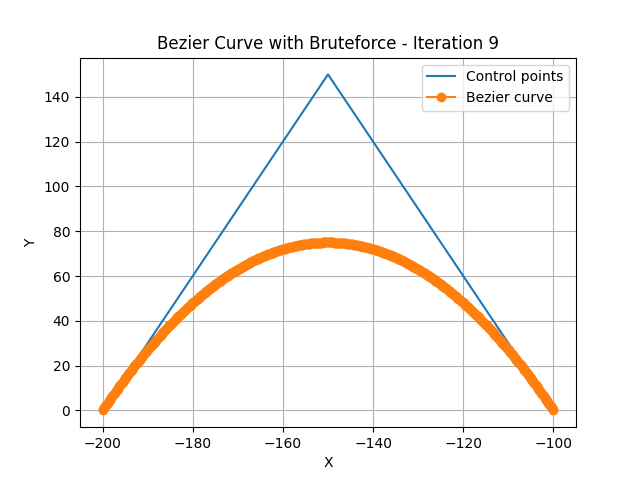 Bezier Curve with Bruteforce - Iteration 9
Control points
Bezier curve
Y
140
120
100
80
60
40
20
0
−200
−180
−160
−140
−120
−100
X